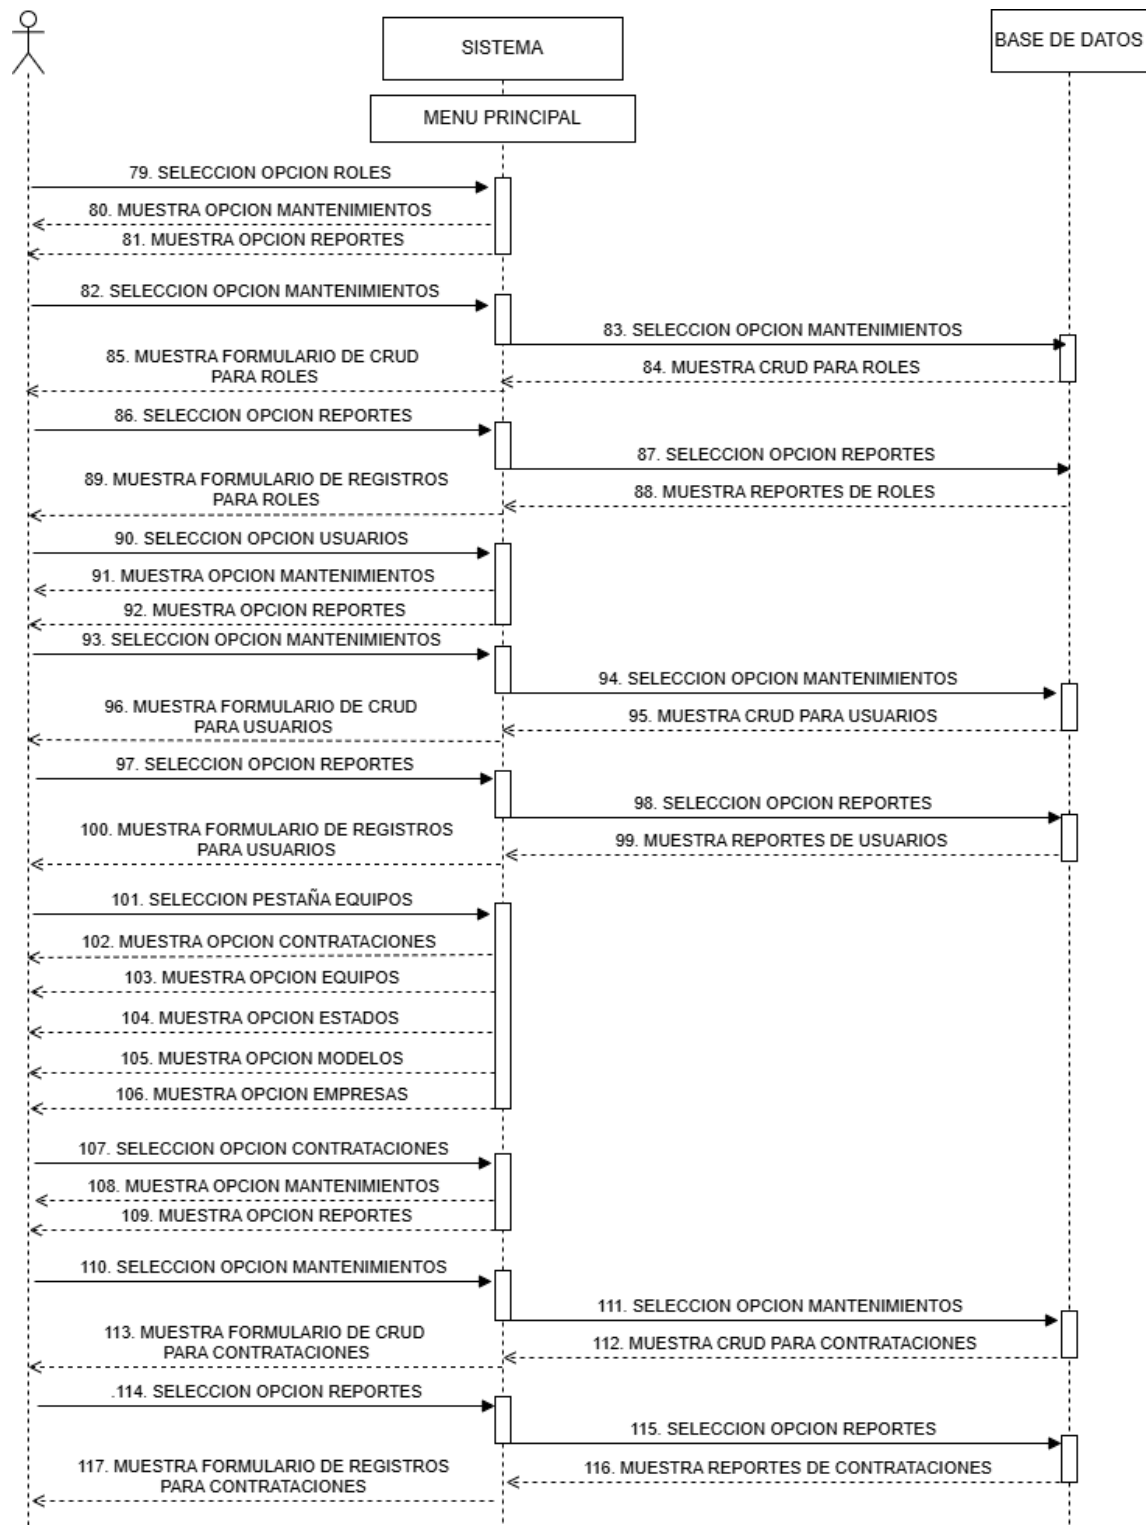 SISTEMA
BASE DE DATOS
MENU PRINCIPAL
79. SELECCION OPCION ROLES
80. MUESTRA OPCION MANTENIMIENTOS
81. MUESTRA OPCION REPORTES
82. SELECCION OPCION MANTENIMIENTOS
83. SELECCION OPCION MANTENIMIENTOS
84. MUESTRA CRUD PARA ROLES
85. MUESTRA FORMULARIO DE CRUD
PARA ROLES
86. SELECCION OPCION REPORTES
87. SELECCION OPCION REPORTES
88. MUESTRA REPORTES DE ROLES
89. MUESTRA FORMULARIO DE REGISTROS
PARA ROLES
90. SELECCION OPCION USUARIOS
91. MUESTRA OPCION MANTENIMIENTOS
92. MUESTRA OPCION REPORTES
93. SELECCION OPCION MANTENIMIENTOS
94. SELECCION OPCION MANTENIMIENTOS
95. MUESTRA CRUD PARA USUARIOS
96. MUESTRA FORMULARIO DE CRUD
PARA USUARIOS
97. SELECCION OPCION REPORTES
98. SELECCION OPCION REPORTES
99. MUESTRA REPORTES DE USUARIOS
100. MUESTRA FORMULARIO DE REGISTROS
PARA USUARIOS
101. SELECCION PESTAÑA EQUIPOS
102. MUESTRA OPCION CONTRATACIONES
103. MUESTRA OPCION EQUIPOS
104. MUESTRA OPCION ESTADOS
105. MUESTRA OPCION MODELOS
106. MUESTRA OPCION EMPRESAS
107. SELECCION OPCION CONTRATACIONES
108. MUESTRA OPCION MANTENIMIENTOS
109. MUESTRA OPCION REPORTES
110. SELECCION OPCION MANTENIMIENTOS
111. SELECCION OPCION MANTENIMIENTOS
112. MUESTRA CRUD PARA CONTRATACIONES
113. MUESTRA FORMULARIO DE CRUD
PARA CONTRATACIONES
.114. SELECCION OPCION REPORTES
115. SELECCION OPCION REPORTES
116. MUESTRA REPORTES DE CONTRATACIONES
117. MUESTRA FORMULARIO DE REGISTROS
PARA CONTRATACIONES